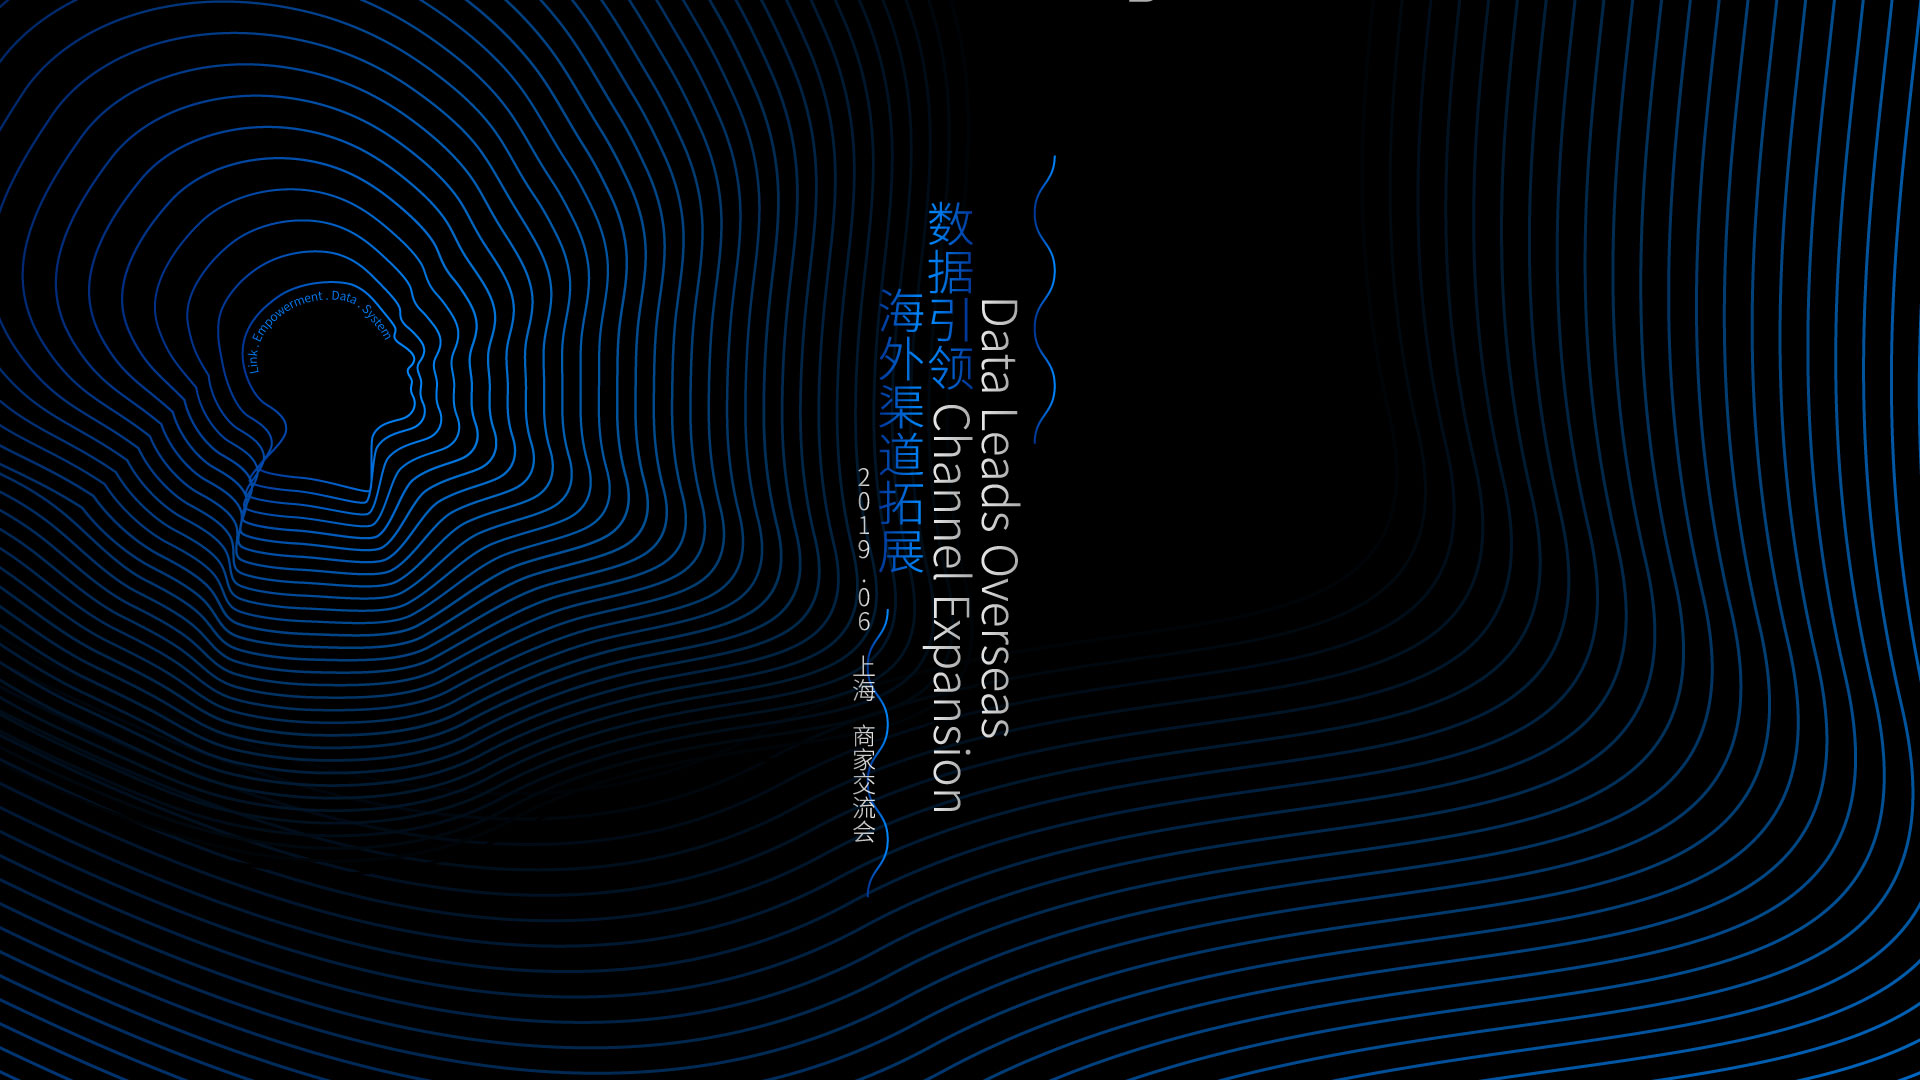 Link . Empowerment . Data . System
Data Leads Overseas
数据引领 Channel Expansion
海外渠道拓展
2019.06 上海 商家交流会